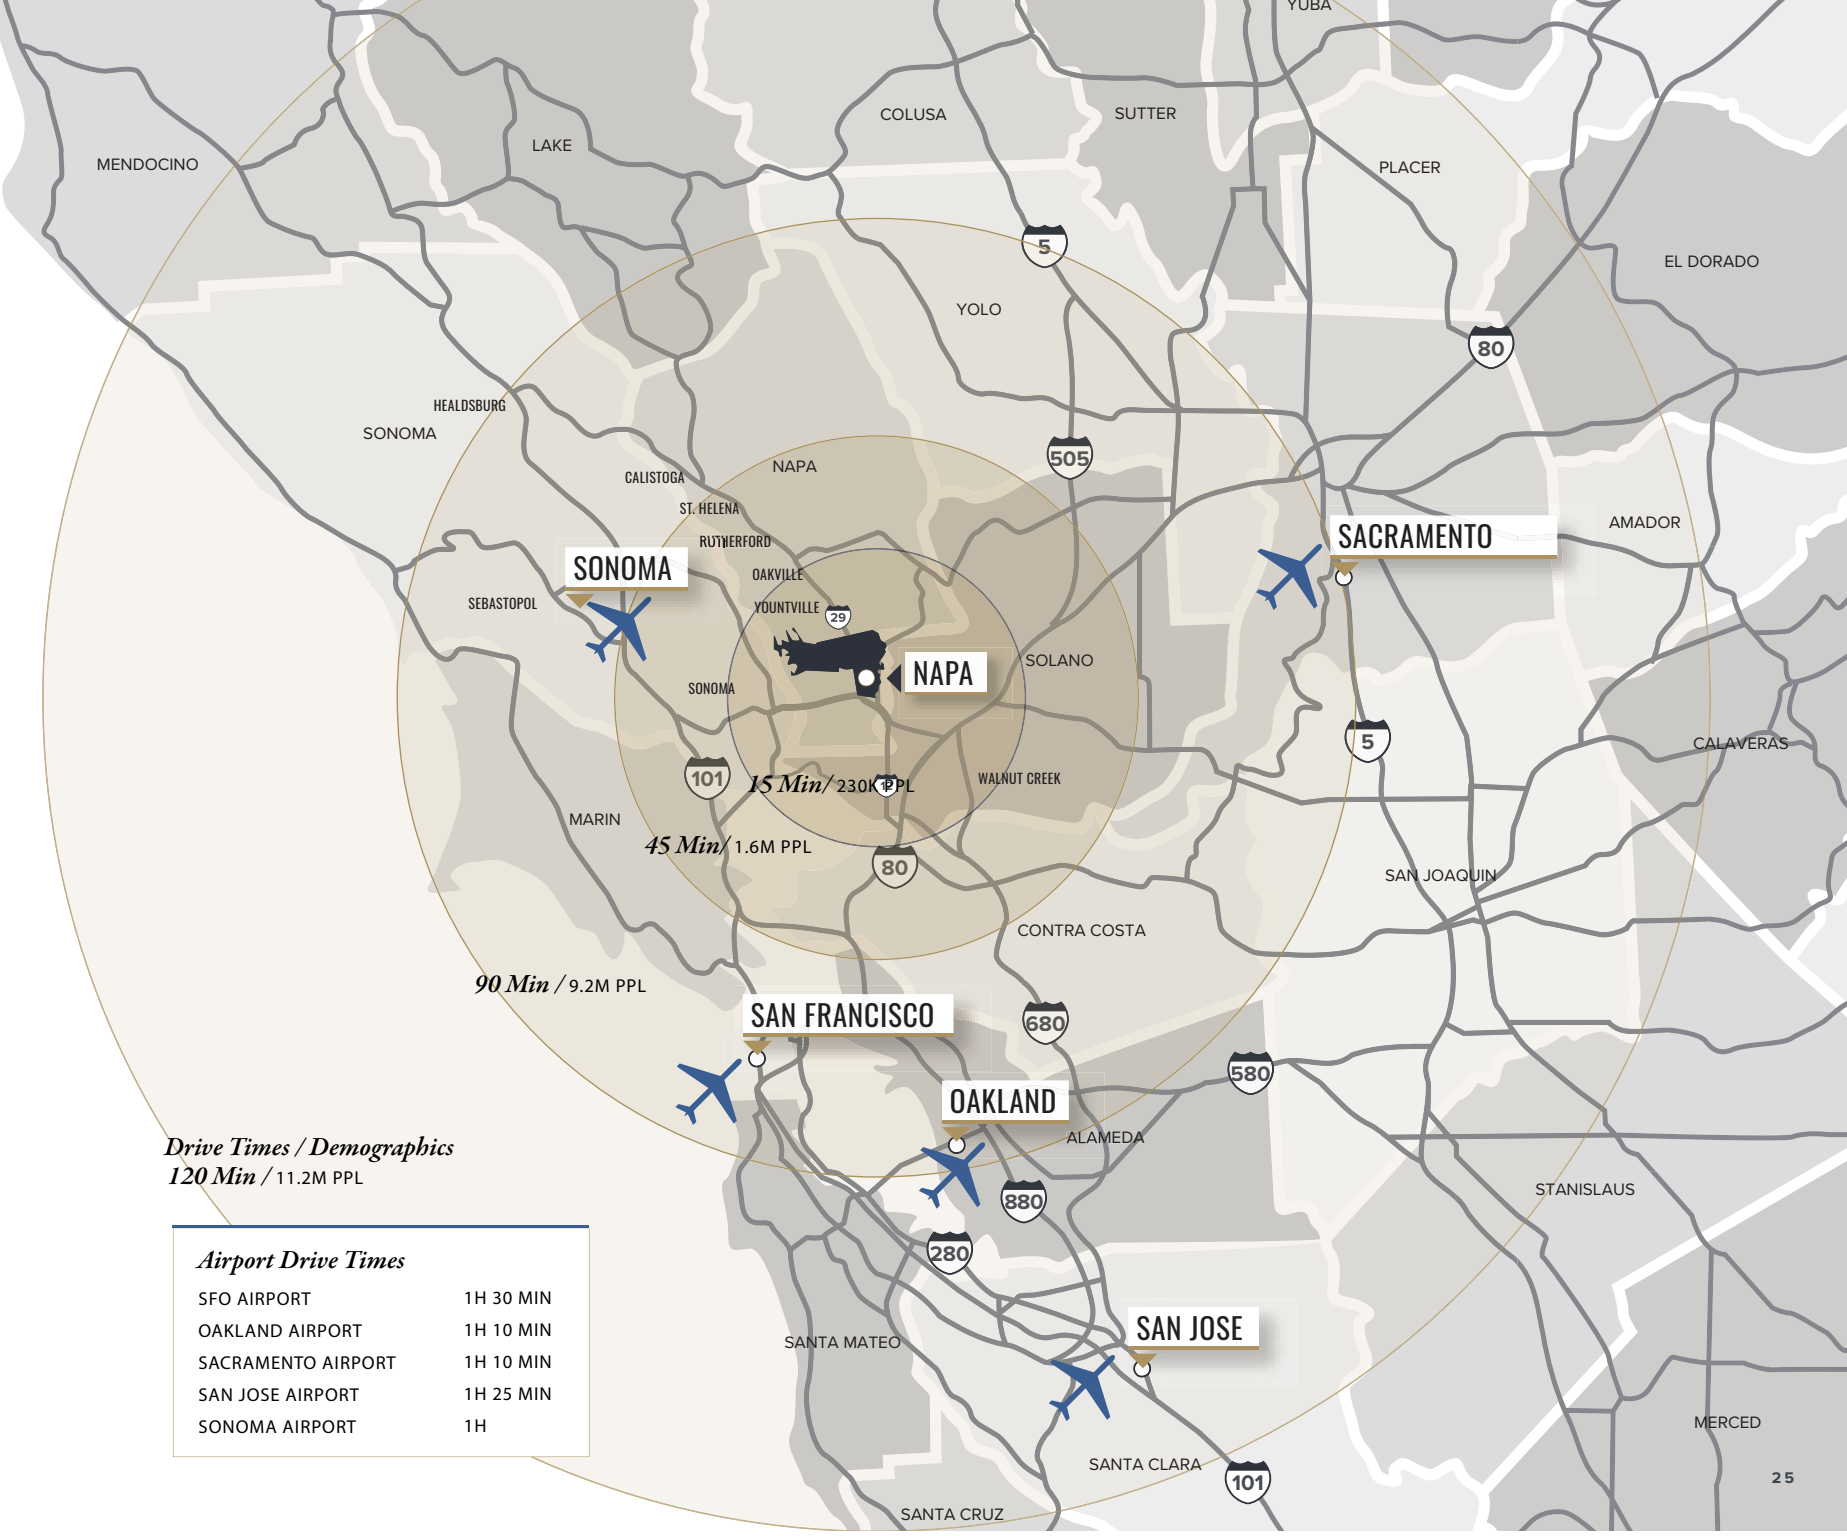 YUBA
COLUSA
SUTTER
LAKE
MENDOCINO
PLACER
5
EL DORADO
YOLO
80
HEALDSBURG
SONOMA
505
NAPA
CALISTOGA
ST. HELENA
AMADOR
SACRAMENTO
RUTHERFORD
SONOMA
OAKVILLE
SEBASTOPOL
YOUNTVILLE
29
SOLANO
NAPA
SONOMA
5
CALAVERAS
101
WALNUT CREEK
15 Min/ 230K PPL
12
MARIN
45 Min/ 1.6M PPL
80
SAN JOAQUIN
CONTRA COSTA
90 Min / 9.2M PPL
SAN FRANCISCO
680
580
OAKLAND
ALAMEDA
Drive Times / Demographics
120 Min / 11.2M PPL
STANISLAUS
880
280
Airport Drive Times
SFO AIRPORT 1H 30 MIN
OAKLAND AIRPORT 1H 10 MIN
SACRAMENTO AIRPORT 1H 10 MIN
SAN JOSE AIRPORT 1H 25 MIN
SONOMA AIRPORT 1H
SAN JOSE
SANTA MATEO
MERCED
SANTA CLARA
101
25
SANTA CRUZ